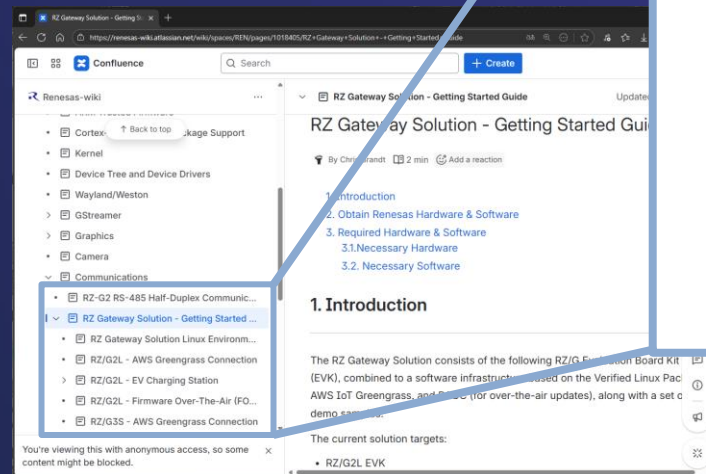 RZ Gateway Solution - Getting St
https://renesas-wiki.atlassian.net/wiki/spaces/REN/pages/1018405/RZ+Gateway+Solution+-+Getting+Started
Confluence
Search
+ Create
Renesas-wiki
RZ Gateway Solution - Getting Started Guide
Update
Cortex-
↑ Back to top
ckage Support
Kernel
Device Tree and Device Drivers
Wayland/Weston
GStreamer
Graphics
Camera
Communications
RZ-G2 RS-485 Half-Duplex Communic...
RZ Gateway Solution - Getting Started ...
RZ Gateway Solution Linux Environm...
RZ/G2L - AWS Greengrass Connection
RZ/G2L - EV Charging Station
RZ/G2L - Firmware Over-The-Air (FO...
RZ/G3S - AWS Greengrass Connection
You're viewing this with anonymous access, so some
content might be blocked.
RZ Gateway Solution - Getting Started Gui
By Chris Brandt
2 min
Add a reaction
1. Introduction
2. Obtain Renesas Hardware & Software
3. Required Hardware & Software
3.1.Necessary Hardware
3.2. Necessary Software
1. Introduction
The RZ Gateway Solution consists of the following RZ/G Evaluation Board Kit
(EVK), combined to a software infrastructure based on the Verified Linux Pac
AWS IoT Greengrass, and (for over-the-air updates), along with a set o
demo
The current solution targets:
RZ/G2L EVK